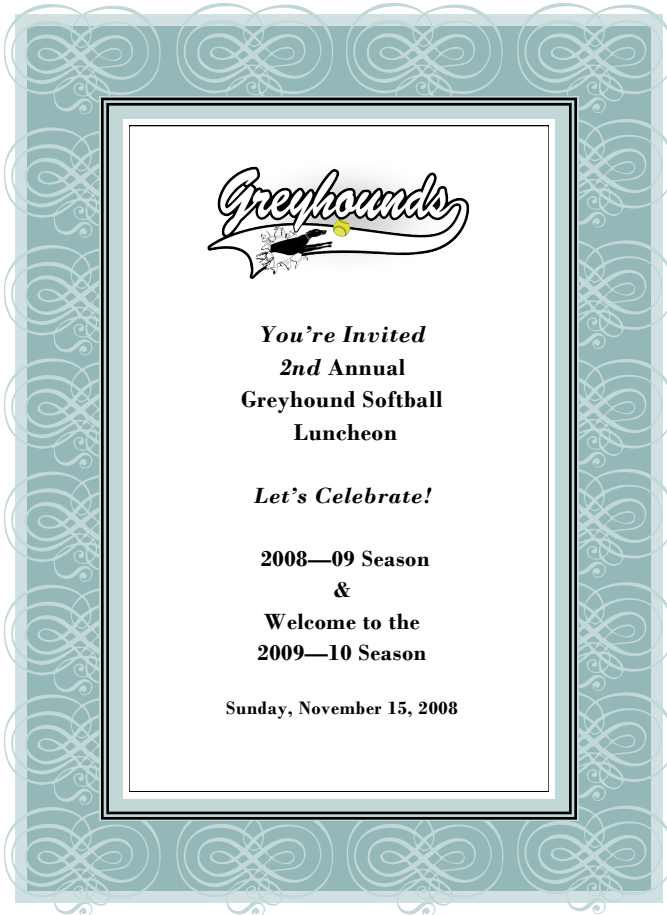 Greyhounds
You're Invited
2nd Annual
Greyhound Softball
Luncheon
Let's Celebrate!
2008—09 Season
&
Welcome to the
2009—10 Season
Sunday, November 15, 2008